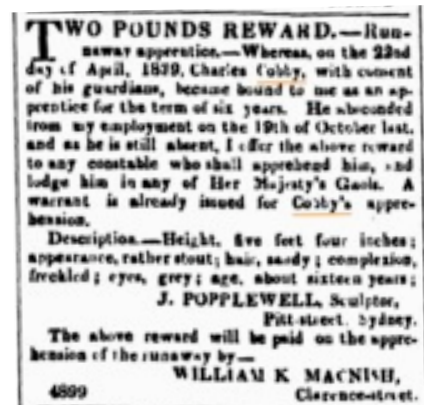 TWO POUNDS REWARD.—Run-
naway apprentice.—Whereas, on the 22nd
day of April, 1839, Charles Cobby, with consent
of his guardians, became bound to me as an ap-
prentice for the term of six years. He absconded
from my employment on the 19th of October last,
and as he is still absent, I offer the above reward
to any constable who shall apprehend him, and
lodge him in any of Her Majesty's Gaols. A
warrant is already issued for Cobby's appre-
hension.
Description.—Height, five feet four inches;
appearance, rather stout; hair, sandy; complexion,
freckled; eyes, grey; age, about sixteen years;
J. POPPLEWELL, Sculptor,
Pitt-street, Sydney.
The above reward will be paid on the appre-
hension of the runaway by—
WILLIAM K MACNISH,
4899 Clarence-street.